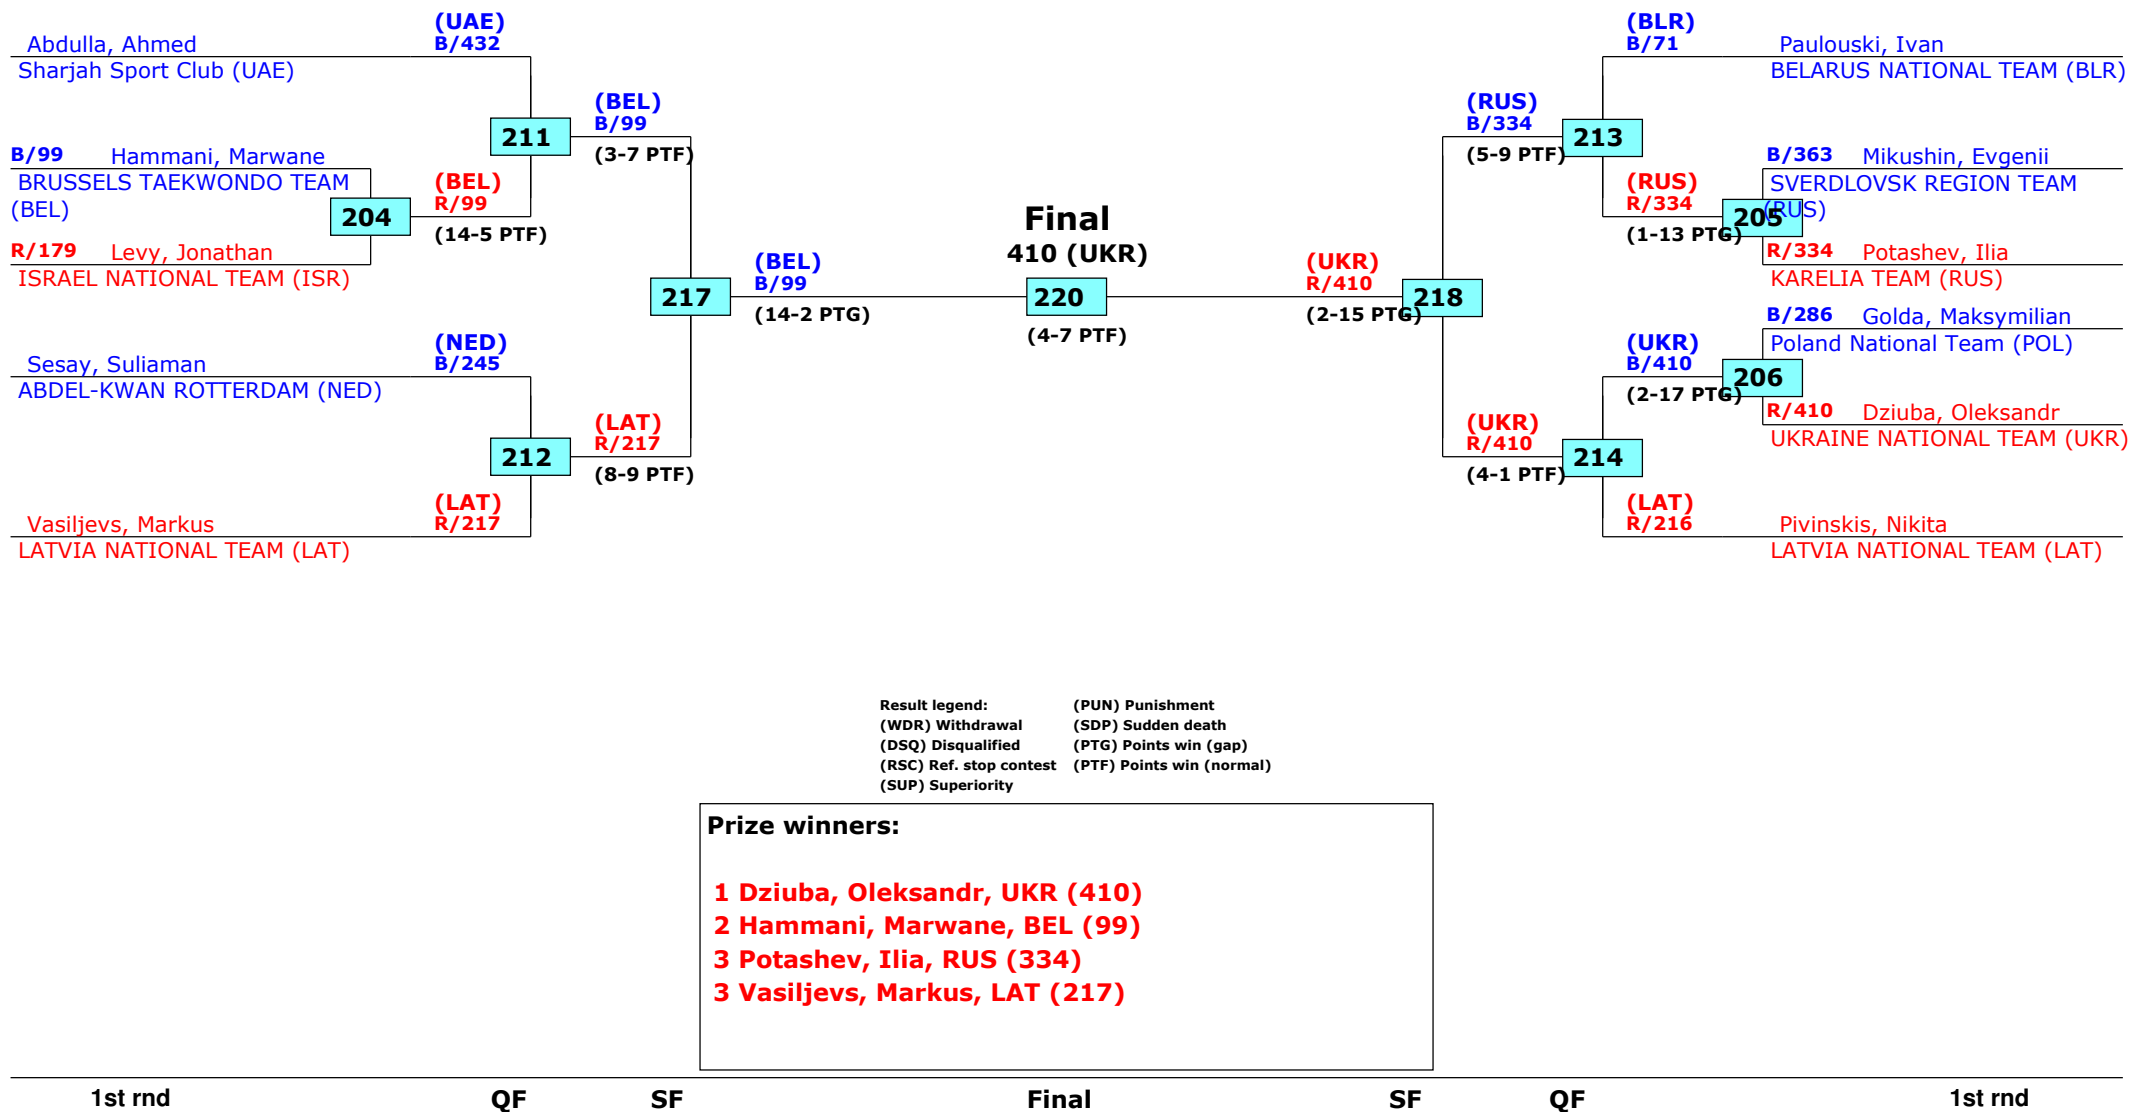 (UAE)
B/432
Abdulla, Ahmed
Sharjah Sport Club (UAE)
B/99 Hammani, Marwane
BRUSSELS TAEKWONDO TEAM
(BEL)
R/179 Levy, Jonathan
ISRAEL NATIONAL TEAM (ISR)
204
211
(BEL)
R/99
(14-5 PTF)
(BEL)
B/99
(3-7 PTF)
Sesay, Suliaman
ABDEL-KWAN ROTTERDAM (NED)
(NED)
B/245
212
Vasiljevs, Markus
LATVIA NATIONAL TEAM (LAT)
(LAT)
R/217
(LAT)
R/217
(8-9 PTF)
217
(BEL)
B/99
(14-2 PTG)
Final
410 (UKR)
220
(4-7 PTF)
(UKR)
R/410
(2-15 PTG)
218
(RUS)
B/334
(5-9 PTF)
213
(BLR)
B/71
Paulouski, Ivan
BELARUS NATIONAL TEAM (BLR)
B/363 Mikushin, Evgenii
SVERDLOVSK REGION TEAM
(RUS)
205
(RUS)
R/334
(1-13 PTG)
R/334 Potashev, Ilia
KARELIA TEAM (RUS)
B/286 Golda, Maksymilian
Poland National Team (POL)
206
(UKR)
B/410
(2-17 PTG)
R/410 Dziuba, Oleksandr
UKRAINE NATIONAL TEAM (UKR)
(UKR)
R/410
(4-1 PTF)
214
(LAT)
R/216
Pivinskis, Nikita
LATVIA NATIONAL TEAM (LAT)
Result legend: (PUN) Punishment
(WDR) Withdrawal (SDP) Sudden death
(DSQ) Disqualified (PTG) Points win (gap)
(RSC) Ref. stop contest (PTF) Points win (normal)
(SUP) Superiority
Prize winners:
1 Dziuba, Oleksandr, UKR (410)
2 Hammani, Marwane, BEL (99)
3 Potashev, Ilia, RUS (334)
3 Vasiljevs, Markus, LAT (217)
1st rnd QF SF Final SF QF 1st rnd